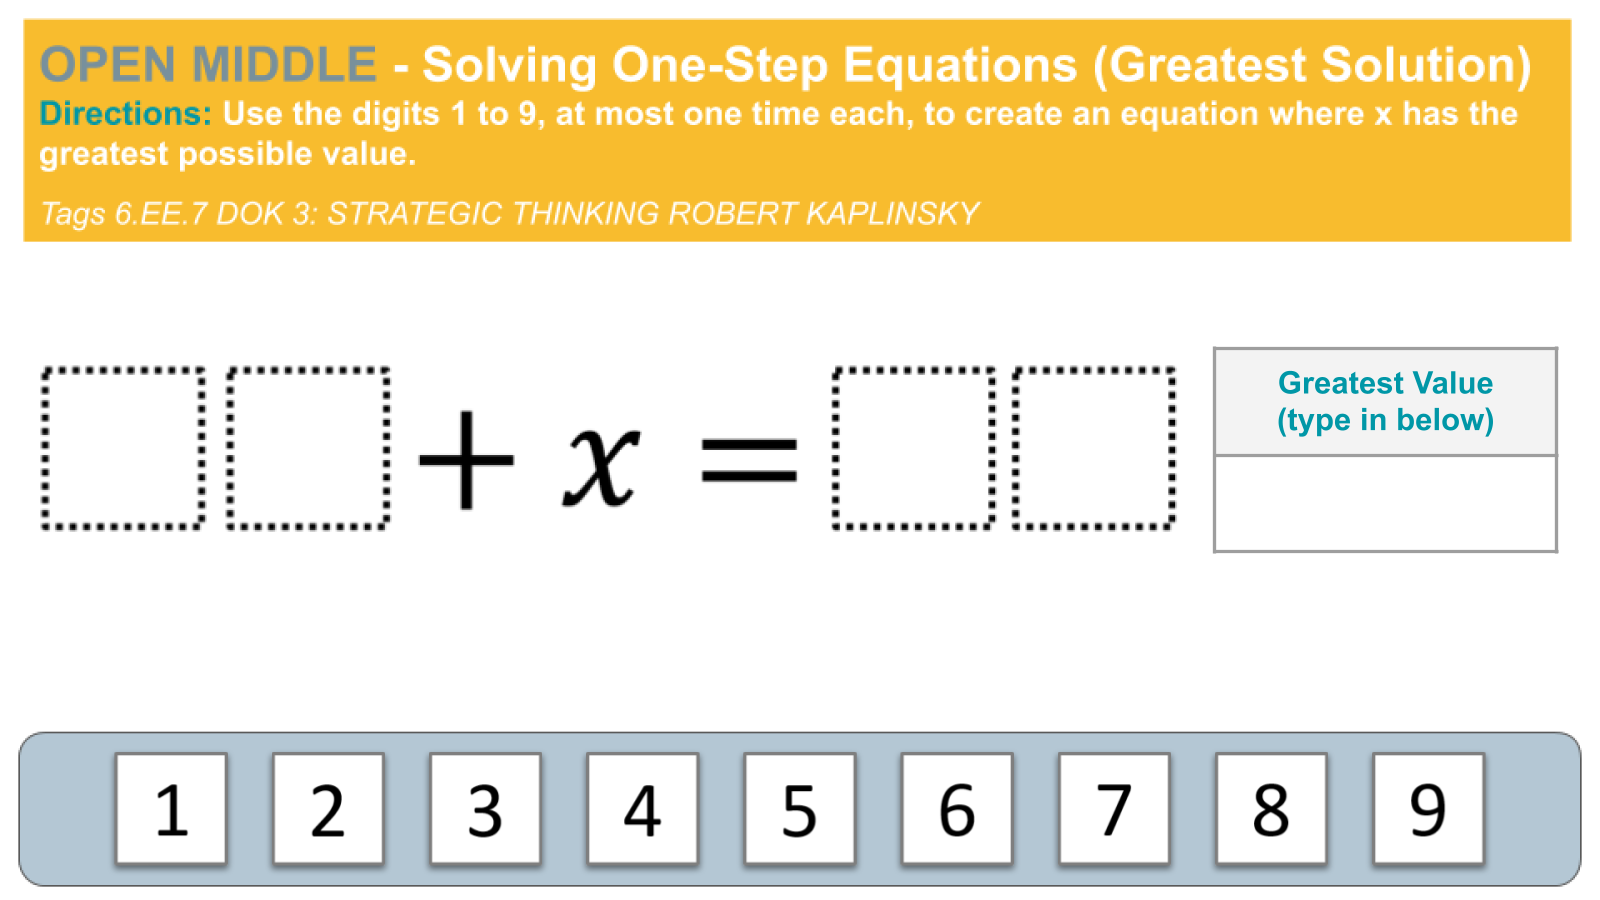 OPEN MIDDLE - Solving One-Step Equations (Greatest Solution)
Directions: Use the digits 1 to 9, at most one time each, to create an equation where x has the
greatest possible value.
Tags 6.EE.7 DOK 3: STRATEGIC THINKING ROBERT KAPLINSKY
+ x =
Greatest Value
(type in below)
1 2 3 4 5 6 7 8 9